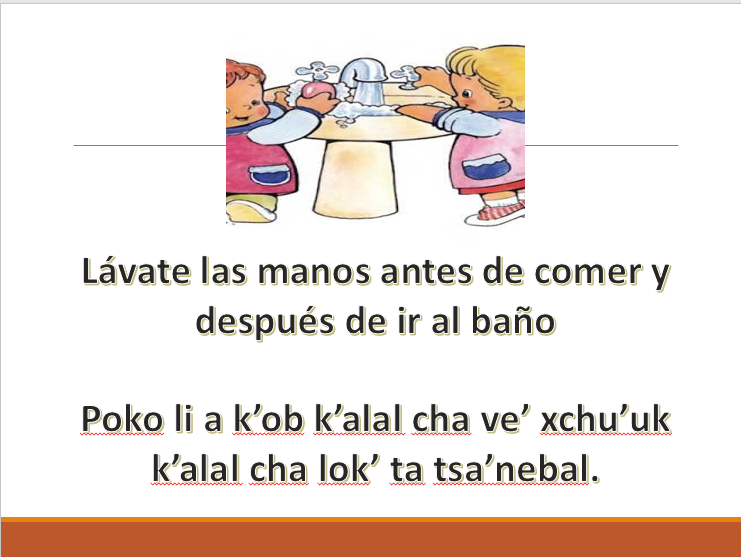 Lávate las manos antes de comer y
después de ir al baño
Poko li a k’ob k’alal cha ve’ xchu’uk
k’alal cha lok’ ta tsa’nebal.